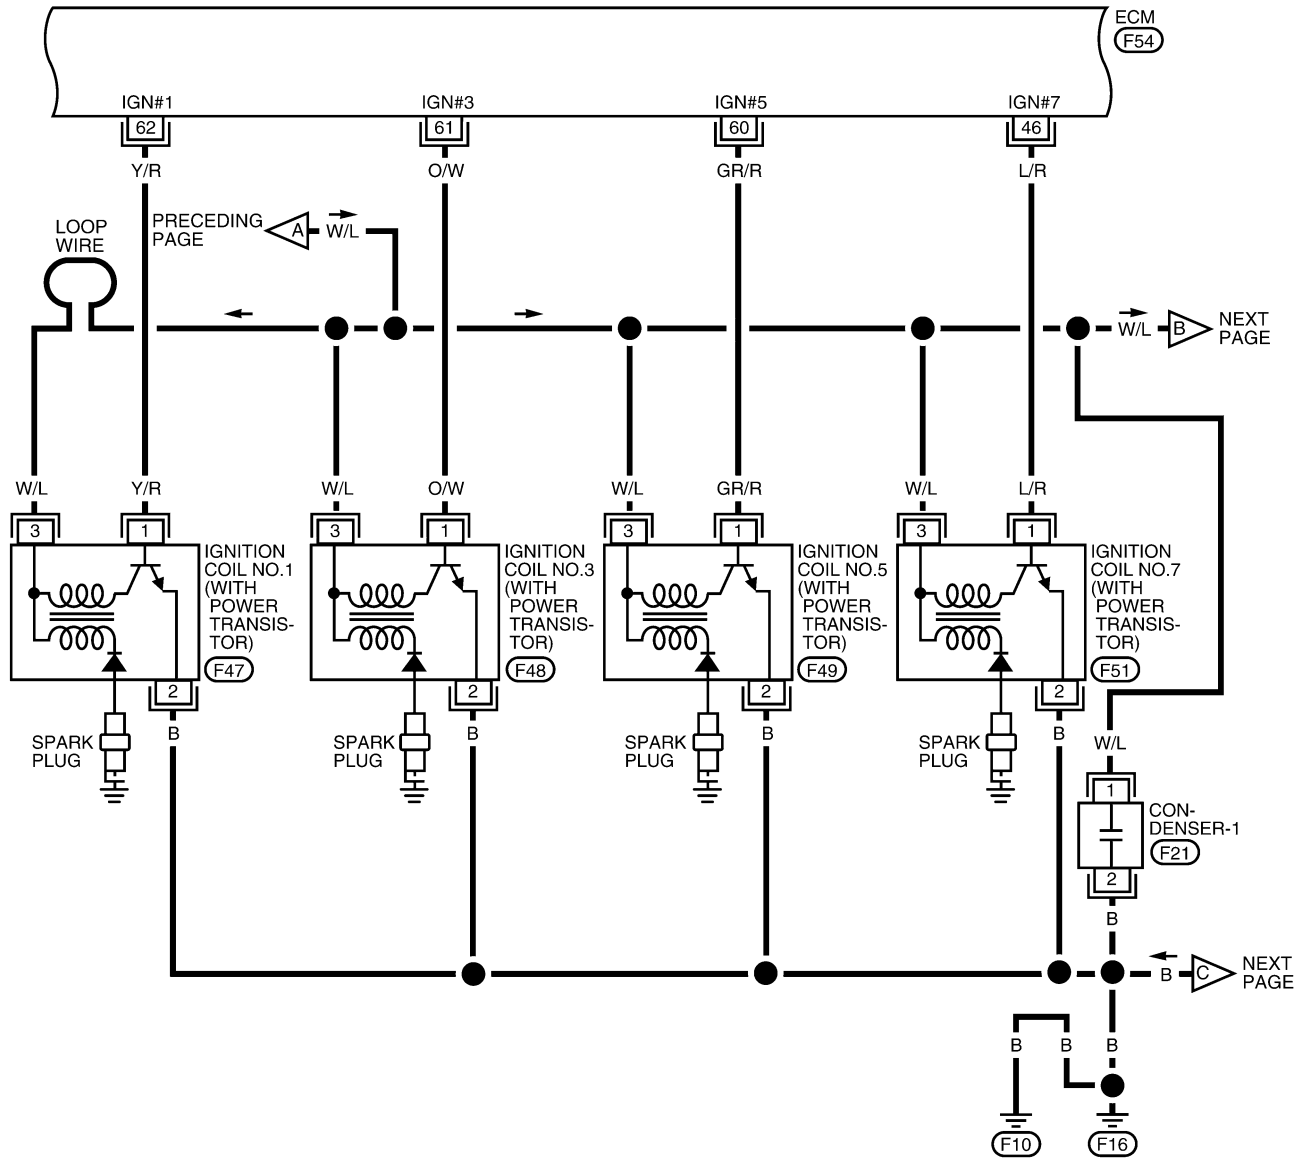 ECM
F54
IGN#1
IGN#3
IGN#5
IGN#7
62
61
60
46
Y/R
O/W
GR/R
L/R
LOOP
WIRE
PRECEDING
PAGE
A
W/L
W/L
B
NEXT
PAGE
W/L
Y/R
W/L
O/W
W/L
GR/R
W/L
L/R
3
1
3
1
3
1
3
1
IGNITION
COIL NO.1
(WITH
POWER
TRANSIS-
TOR)
F47
IGNITION
COIL NO.3
(WITH
POWER
TRANSIS-
TOR)
F48
IGNITION
COIL NO.5
(WITH
POWER
TRANSIS-
TOR)
F49
IGNITION
COIL NO.7
(WITH
POWER
TRANSIS-
TOR)
F51
2
2
2
2
B
B
B
B
SPARK
PLUG
SPARK
PLUG
SPARK
PLUG
SPARK
PLUG
W/L
1
CON-
DENSER-1
F21
2
B
B
C
NEXT
PAGE
B
B
B
F10
F16